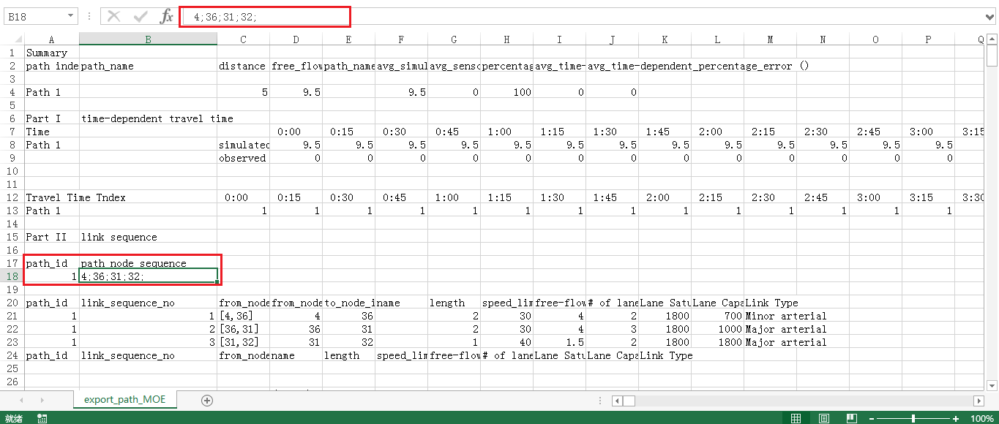 B18 fx 4;36;31;32;
A B C D E F G H I J K L M N O P Q
1 Summary
2 path inde path_name distance free_flow path_name avg_simul avg_senso percentag avg_time- avg_time-dependent_percentage_error ()
3
4 Path 1 5 9.5 9.5 0 100 0 0
5
6 Part I time-dependent travel time
7 Time 0:00 0:15 0:30 0:45 1:00 1:15 1:30 1:45 2:00 2:15 2:30 2:45 3:00 3:15
8 Path 1 simulated 9.5 9.5 9.5 9.5 9.5 9.5 9.5 9.5 9.5 9.5 9.5 9.5 9.5
9 observed 0 0 0 0 0 0 0 0 0 0 0 0 0
10
11
12 Travel Time Tndex 0:00 0:15 0:30 0:45 1:00 1:15 1:30 1:45 2:00 2:15 2:30 2:45 3:00 3:15 3:30
13 Path 1 1 1 1 1 1 1 1 1 1 1 1 1 1 1
14
15 Part II link sequence
16
17 path_id path node sequence
18 1 4;36;31;32;
19
20 path_id link_sequence_no from_node from_node to_node_i name length speed_lim free-flow # of lane Lane Satu Lane Capa Link Type
21 1 1 [4,36] 4 36 2 30 4 2 1800 700 Minor arterial
22 1 2 [36,31] 36 31 2 30 4 3 1800 1000 Major arterial
23 1 3 [31,32] 31 32 1 40 1.5 2 1800 1800 Major arterial
24 path_id link_sequence_no from_node name length speed_lim free-flow # of lane Lane Satu Lane Capa Link Type
25
26
export_path_MOE
就绪 100%